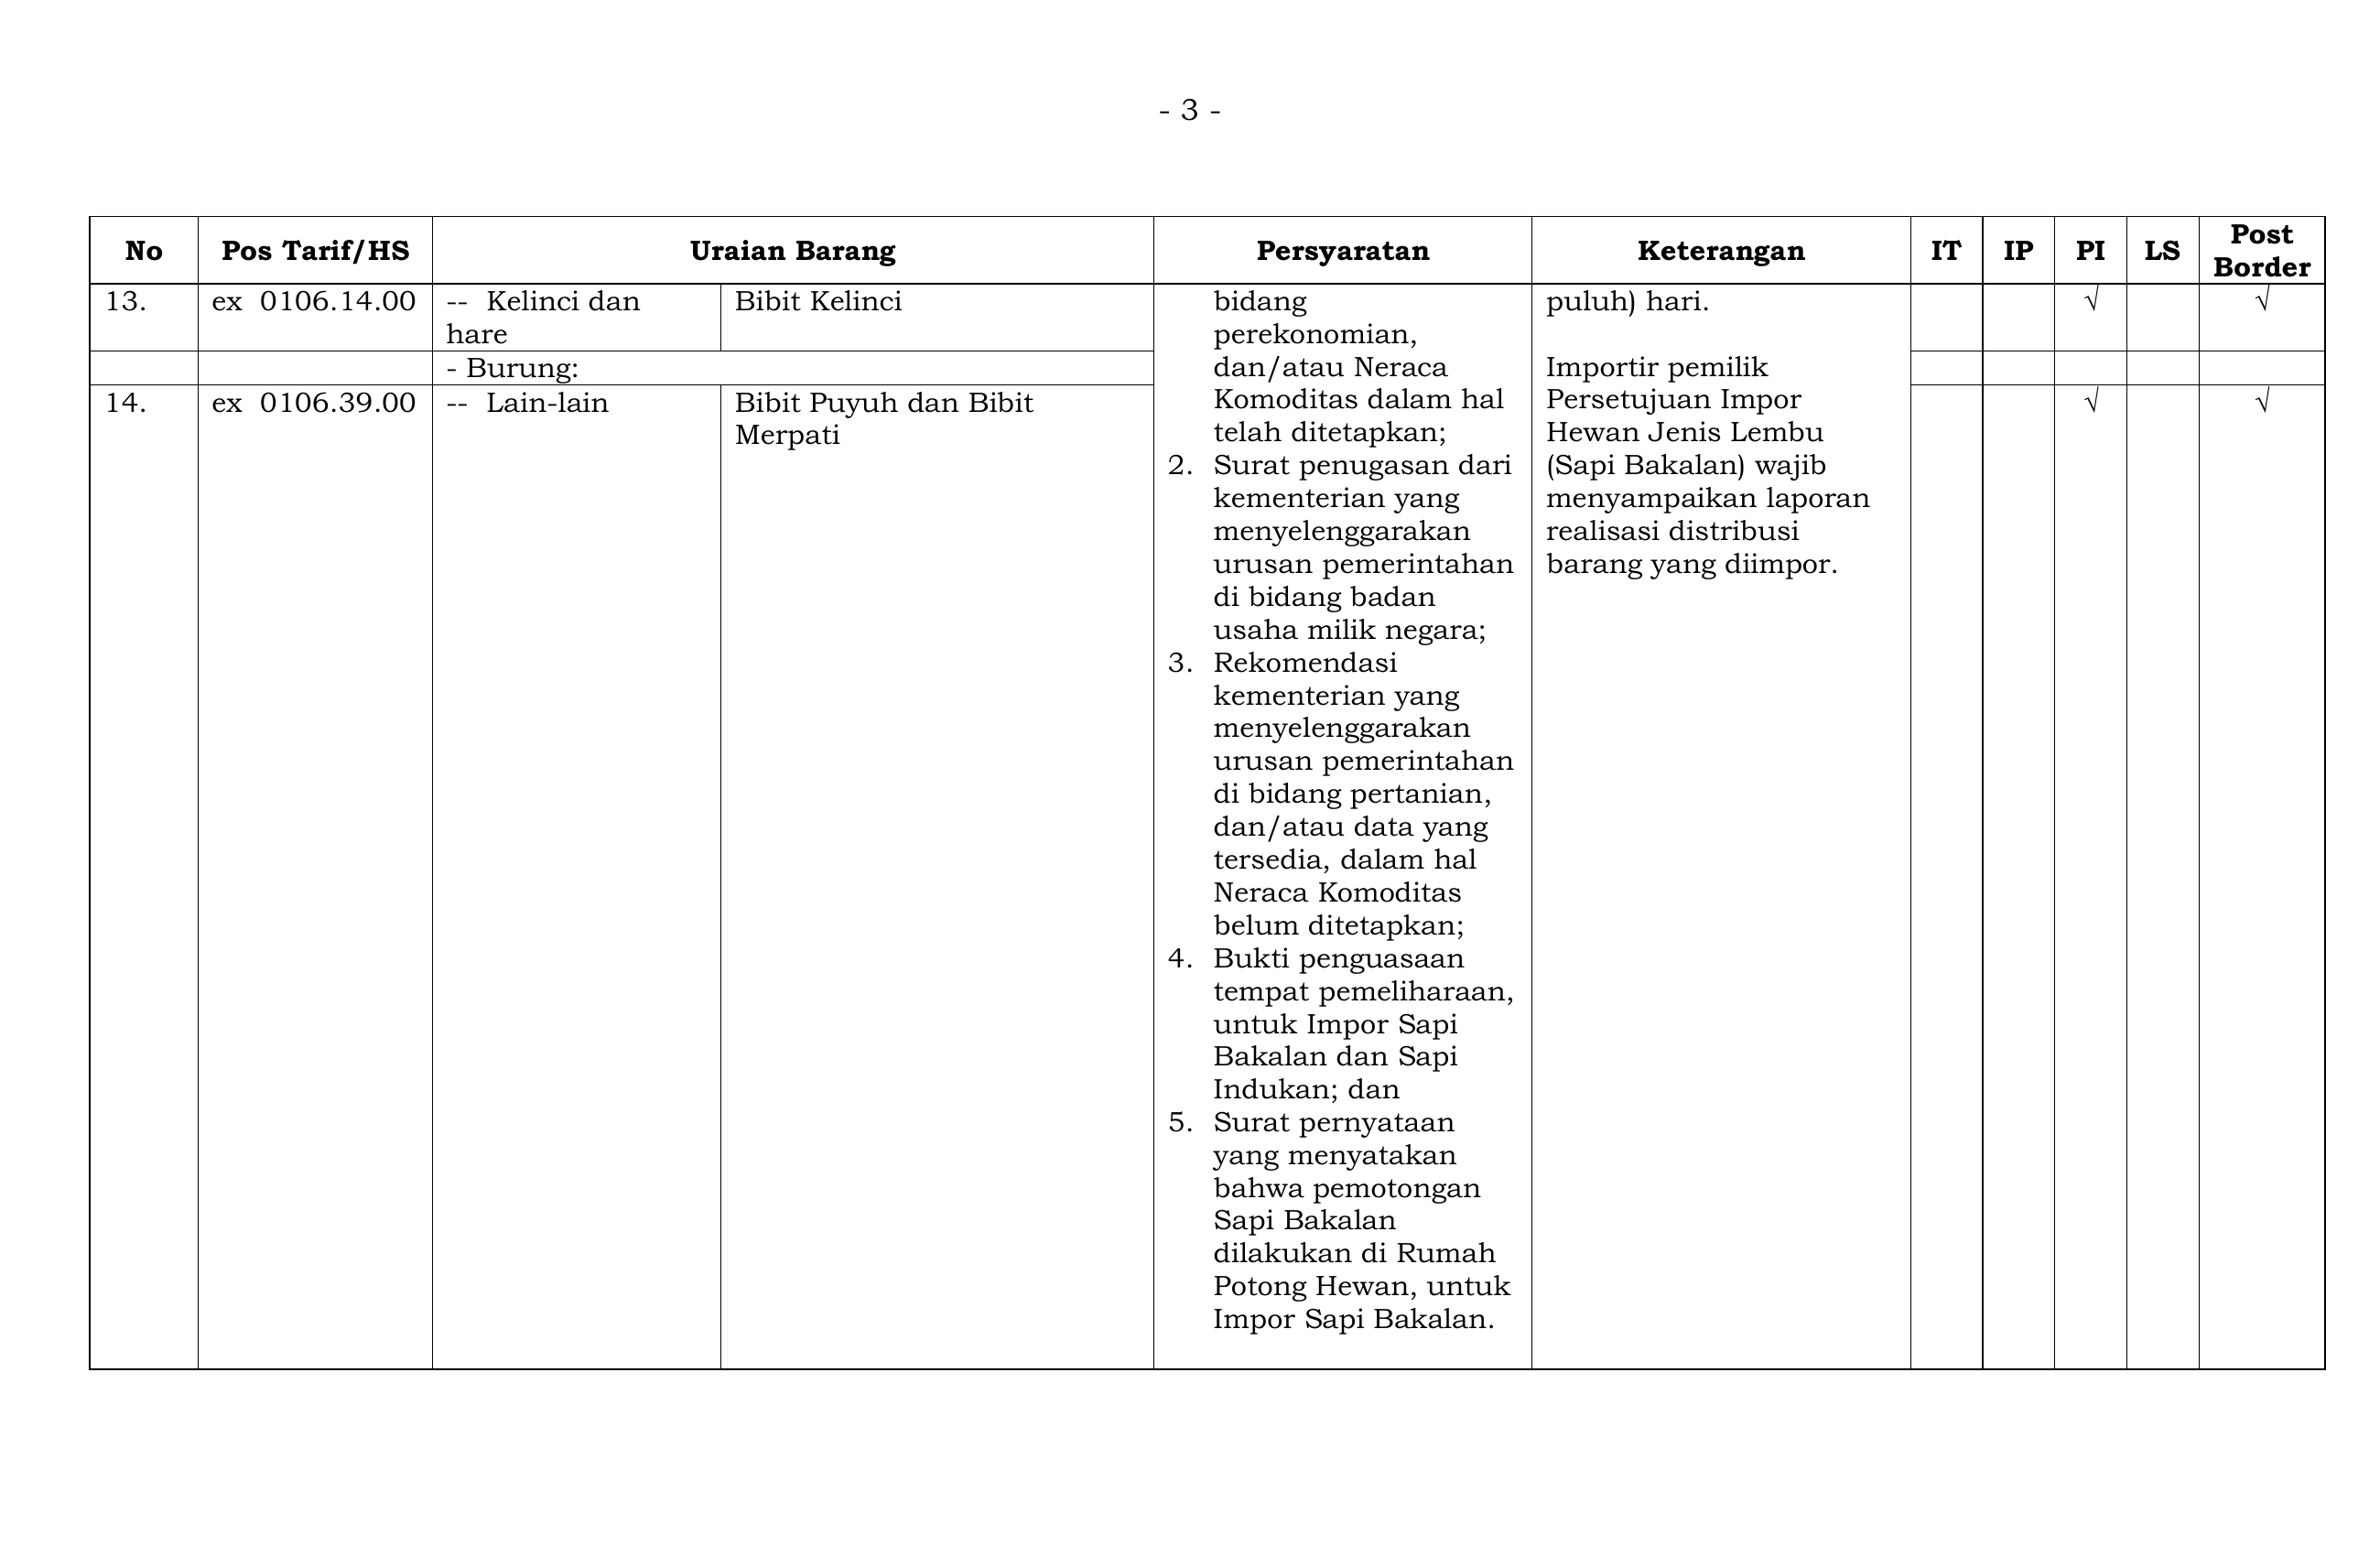 - 3 -
No Pos Tarif/HS Uraian Barang Persyaratan Keterangan IT IP PI LS Post
Border
13. ex 0106.14.00 -- Kelinci dan
hare
Bibit Kelinci
- Burung:
14. ex 0106.39.00 -- Lain-lain
Bibit Puyuh dan Bibit
Merpati
bidang
perekonomian,
dan/atau Neraca
Komoditas dalam hal
telah ditetapkan;
2. Surat penugasan dari
kementerian yang
menyelenggarakan
urusan pemerintahan
di bidang badan
usaha milik negara;
3. Rekomendasi
kementerian yang
menyelenggarakan
urusan pemerintahan
di bidang pertanian,
dan/atau data yang
tersedia, dalam hal
Neraca Komoditas
belum ditetapkan;
4. Bukti penguasaan
tempat pemeliharaan,
untuk Impor Sapi
Bakalan dan Sapi
Indukan; dan
5. Surat pernyataan
yang menyatakan
bahwa pemotongan
Sapi Bakalan
dilakukan di Rumah
Potong Hewan, untuk
Impor Sapi Bakalan.
puluh) hari.
Importir pemilik
Persetujuan Impor
Hewan Jenis Lembu
(Sapi Bakalan) wajib
menyampaikan laporan
realisasi distribusi
barang yang diimpor.
√ √
√ √